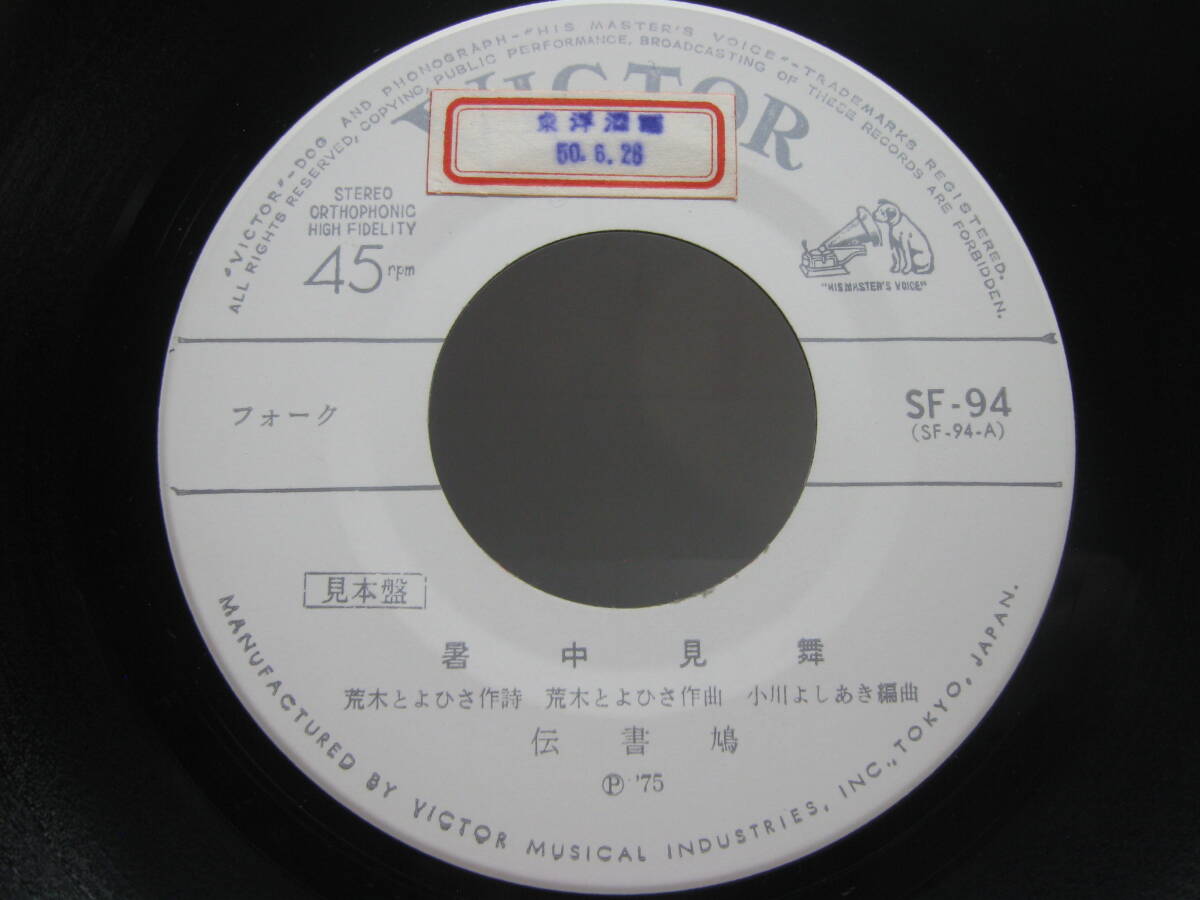 "VICTOR"-DOG AND PHONOGRAPH-"HIS MASTER'S VOICE"-TRADEMARKS REGISTERED.
ALL RIGHTS RESERVED, COPYING, PUBLIC PERFORMANCE, BROADCASTING OF THESE RECORDS ARE FORBIDDEN.
VICTOR
東洋
50.6.26
STEREO
ORTHOPHONIC
HIGH FIDELITY
45 rpm
"HIS MASTER'S VOICE"
フォーク
SF-94
(SF-94-A)
見本盤
暑中見舞
荒木とよひさ作詩 荒木とよひさ作曲 小川よしあき編曲
伝書鳩
Ⓟ '75
MANUFACTURED BY VICTOR MUSICAL INDUSTRIES, INC., TOKYO, JAPAN.